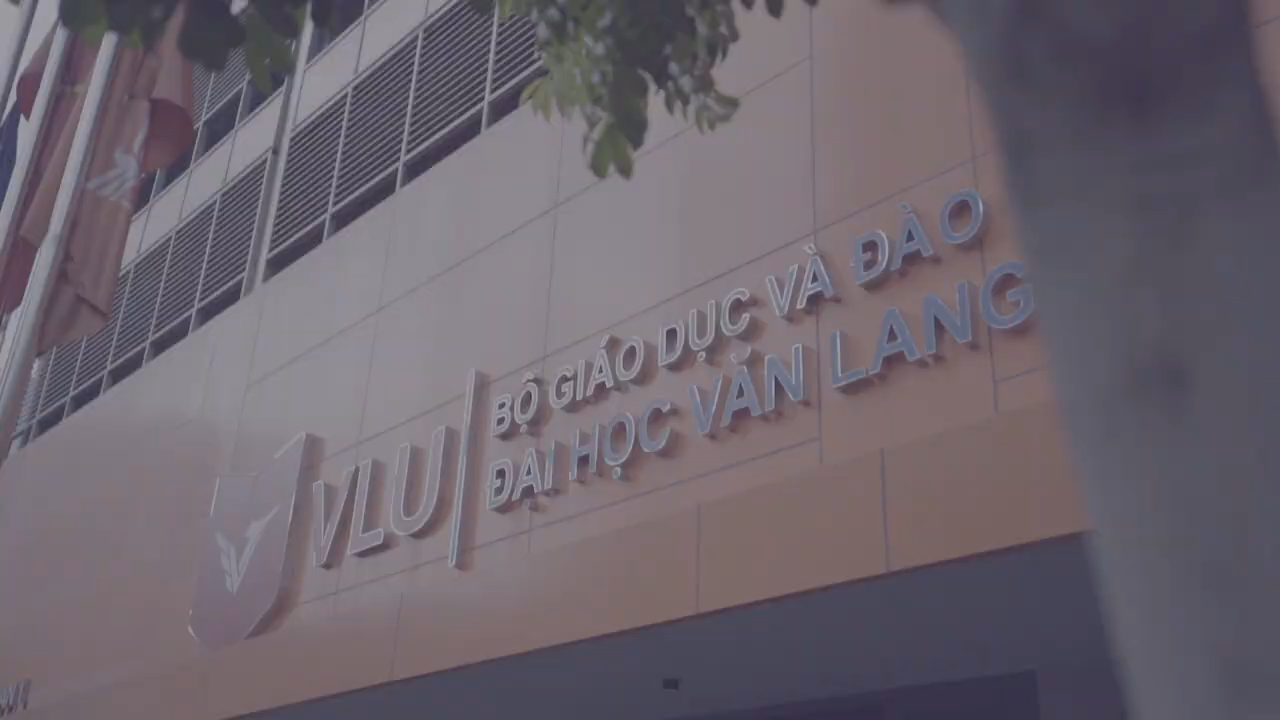 VLU
BỘ GIÁO DỤC VÀ ĐÀO
ĐẠI HỌC VĂN LANG